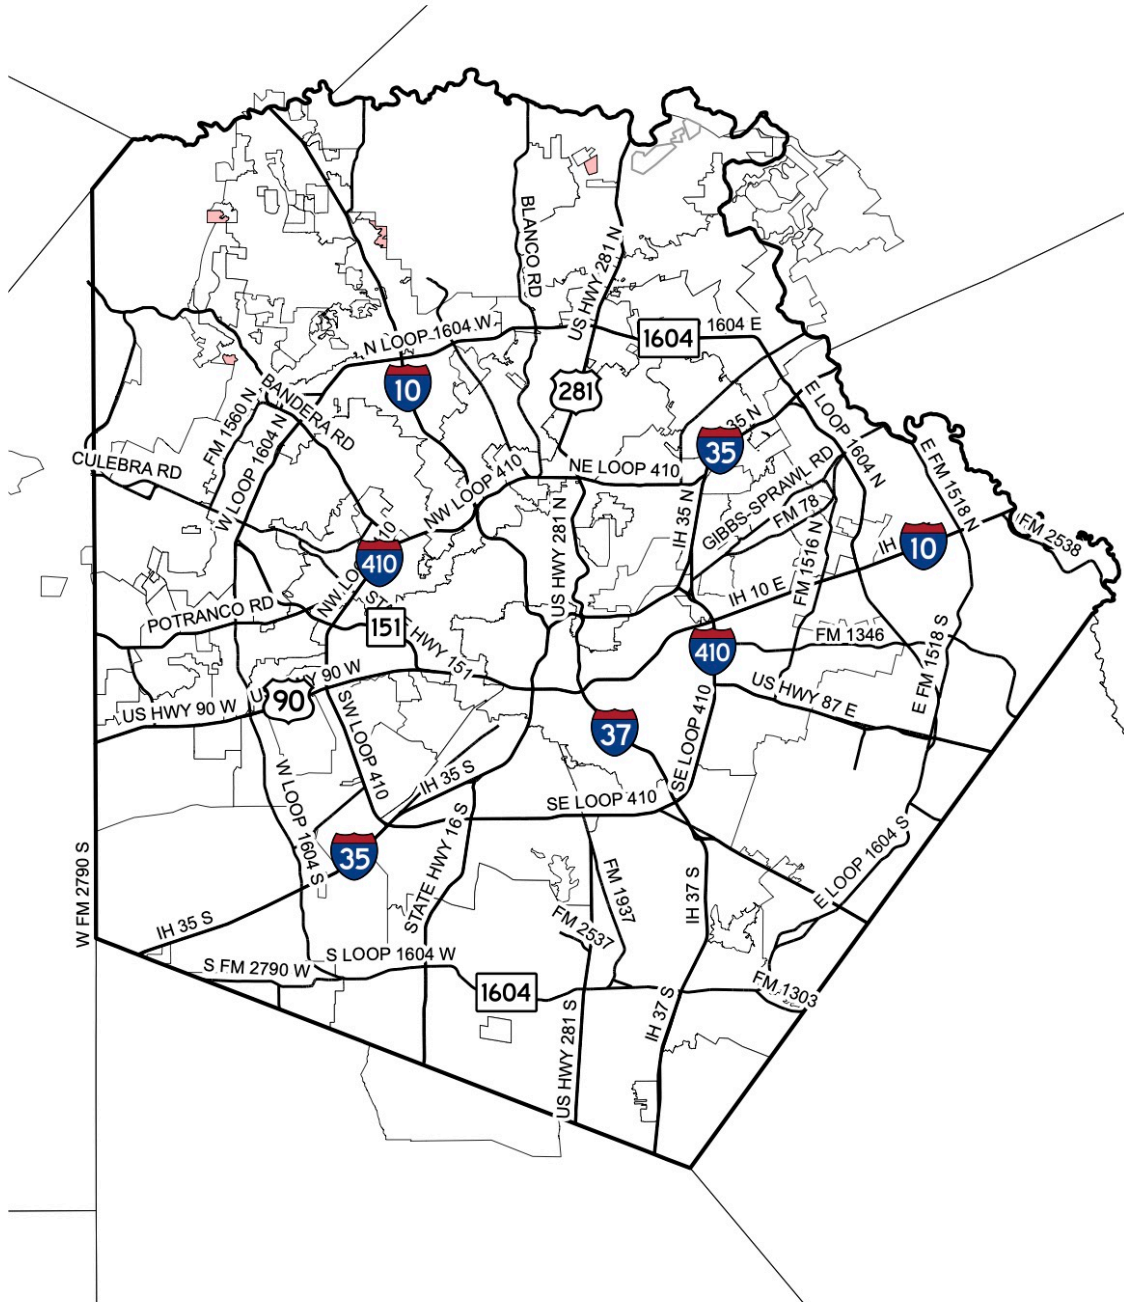 BLANCO RD
US HWY 281 N
N LOOP 1604 W
1604
1604 E
10
281
BANDERA RD
FM 1560 N
W LOOP 1604 N
CULEBRA RD
E LOOP 1604 N
35 N
35
NW LOOP 410
NE LOOP 410
GIBBS-SPRAWL RD
FM 78
E FM 1518 N
FM 2538
IH 35 N
US HWY 281 N
410
410
IH
10
FM 1516 N
IH 10 E
POTRANCO RD
NW LO
151
STATE HWY 151
FM 1346
410
E FM 1518 S
US HWY 90 W
90
US HWY 90 W
SW LOOP 410
US HWY 87 E
37
SE LOOP 410
W LOOP 1604 S
IH 35 S
SE LOOP 410
35
STATE HWY 16 S
E LOOP 1604 S
W FM 2790 S
FM 1937
IH 37 S
IH 35 S
FM 2537
S LOOP 1604 W
S FM 2790 W
1604
FM 1303
IH 37 S
US HWY 281 S